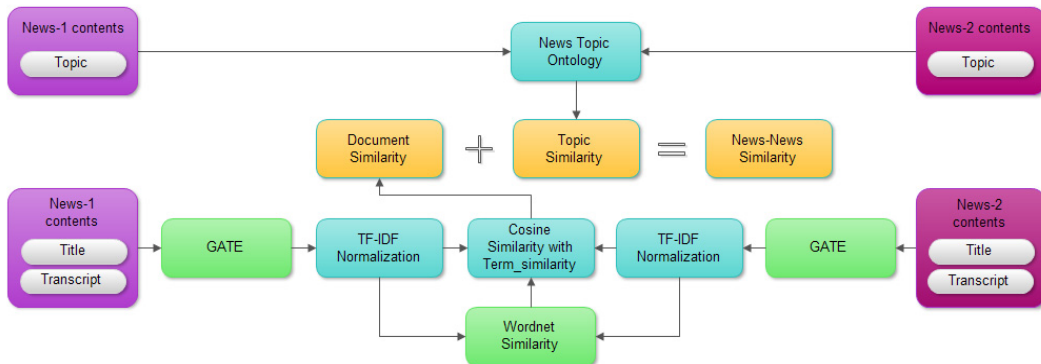 News-1 contents
Topic
News Topic
Ontology
News-2 contents
Topic
Document
Similarity
+
Topic
Similarity
=
News-News
Similarity
News-1
contents
Title
Transcript
GATE
TF-IDF
Normalization
Cosine
Similarity with
Term_similarity
TF-IDF
Normalization
GATE
News-2
contents
Title
Transcript
Wordnet
Similarity